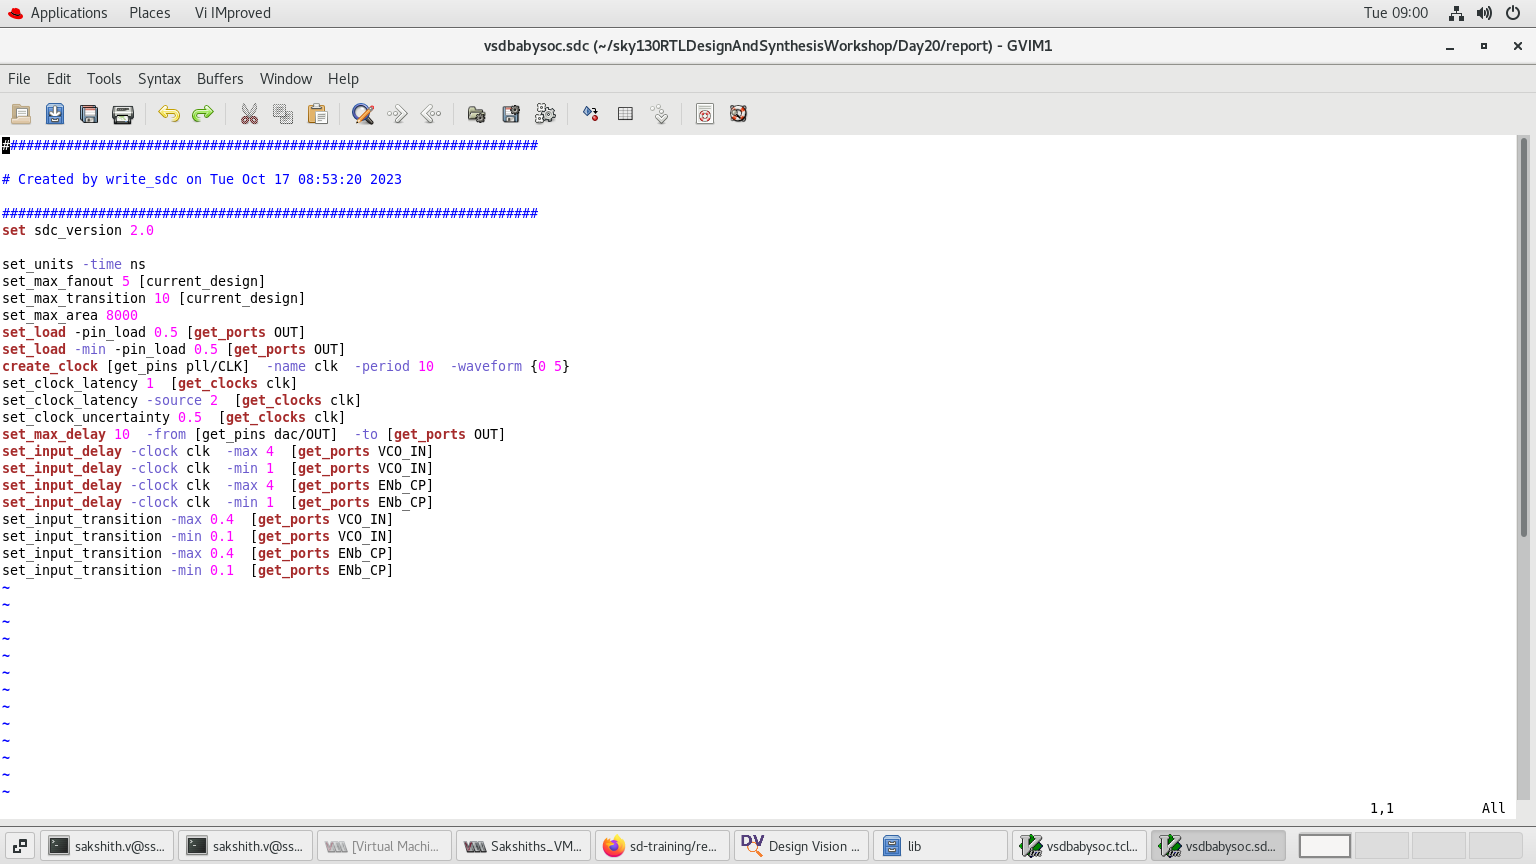 Applications Places Vi IMproved Tue 09:00
vsdbabysoc.sdc (~/sky130RTLDesignAndSynthesisWorkshop/Day20/report) - GVIM1
File Edit Tools Syntax Buffers Window Help
###################################################################
# Created by write_sdc on Tue Oct 17 08:53:20 2023
###################################################################
set sdc_version 2.0
set_units -time ns
set_max_fanout 5 [current_design]
set_max_transition 10 [current_design]
set_max_area 8000
set_load -pin_load 0.5 [get_ports OUT]
set_load -min -pin_load 0.5 [get_ports OUT]
create_clock [get_pins pll/CLK]  -name clk  -period 10  -waveform {0 5}
set_clock_latency 1  [get_clocks clk]
set_clock_latency -source 2  [get_clocks clk]
set_clock_uncertainty 0.5  [get_clocks clk]
set_max_delay 10  -from [get_pins dac/OUT]  -to [get_ports OUT]
set_input_delay -clock clk  -max 4  [get_ports VCO_IN]
set_input_delay -clock clk  -min 1  [get_ports VCO_IN]
set_input_delay -clock clk  -max 4  [get_ports ENb_CP]
set_input_delay -clock clk  -min 1  [get_ports ENb_CP]
set_input_transition -max 0.4  [get_ports VCO_IN]
set_input_transition -min 0.1  [get_ports VCO_IN]
set_input_transition -max 0.4  [get_ports ENb_CP]
set_input_transition -min 0.1  [get_ports ENb_CP]
~
~
~
~
~
~
~
~
~
~
~
~
~
1,1 All
sakshith.v@ss... sakshith.v@ss... [Virtual Machi... Sakshiths_VM... sd-training/re... DV Design Vision ... lib vsdbabysoc.tcl... vsdbabysoc.sd...